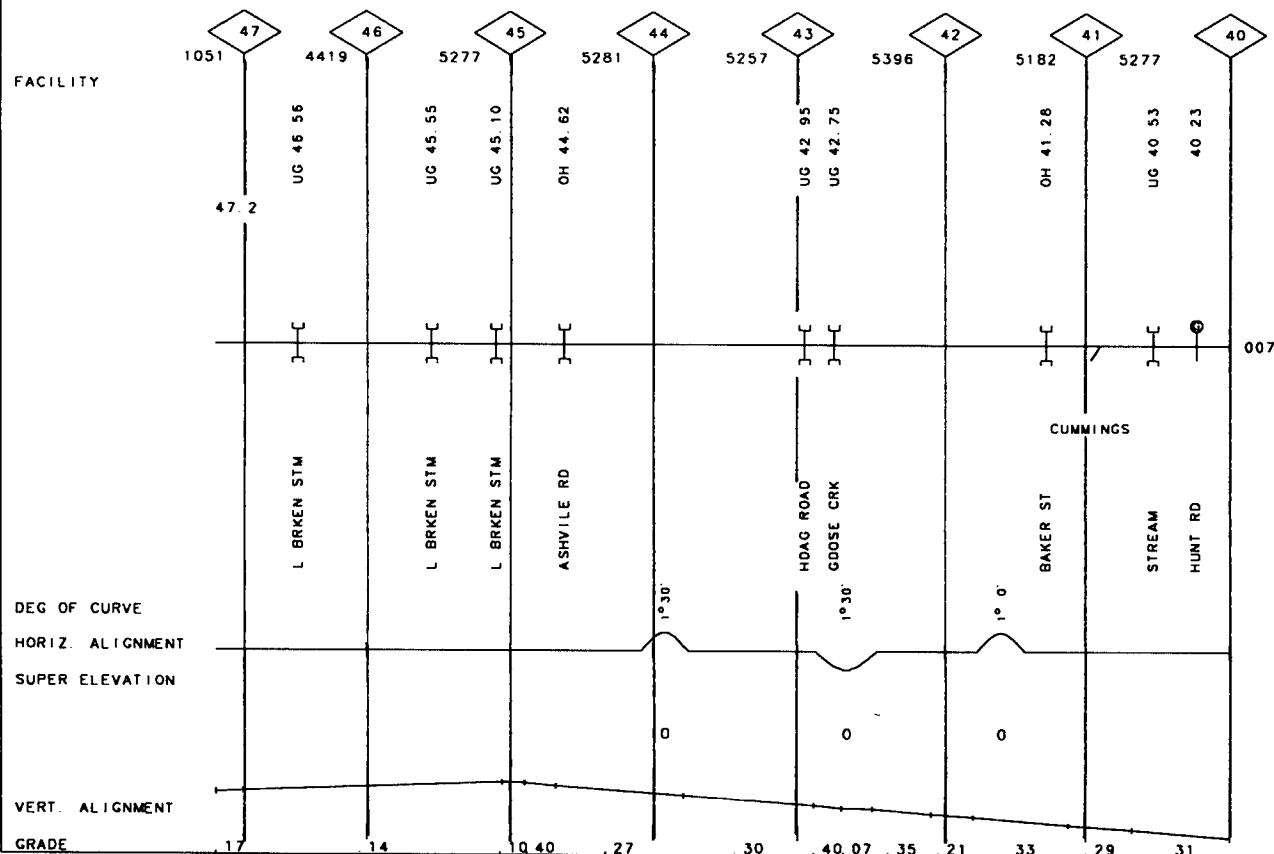 47 46 45 44 43 42 41 40
1051 4419 5277 5281 5257 5396 5182 5277
FACILITY
UG 46 56
UG 45.55
UG 45.10
OH 44.62
UG 42 95
UG 42.75
OH 41.28
UG 40 53
40 23
47.2
G
007
CUMMINGS
L BRKEN STM
L BRKEN STM
L BRKEN STM
ASHVILE RD
HOAG ROAD
GOOSE CRK
BAKER ST
STREAM
HUNT RD
DEG OF CURVE
1°30'
1°30'
1° 0'
HORIZ. ALIGNMENT
SUPER ELEVATION
0 0 0
VERT. ALIGNMENT
GRADE .17 .14 .10.40 .27 .30 .40.07 .35 .21 .33 .29 .31